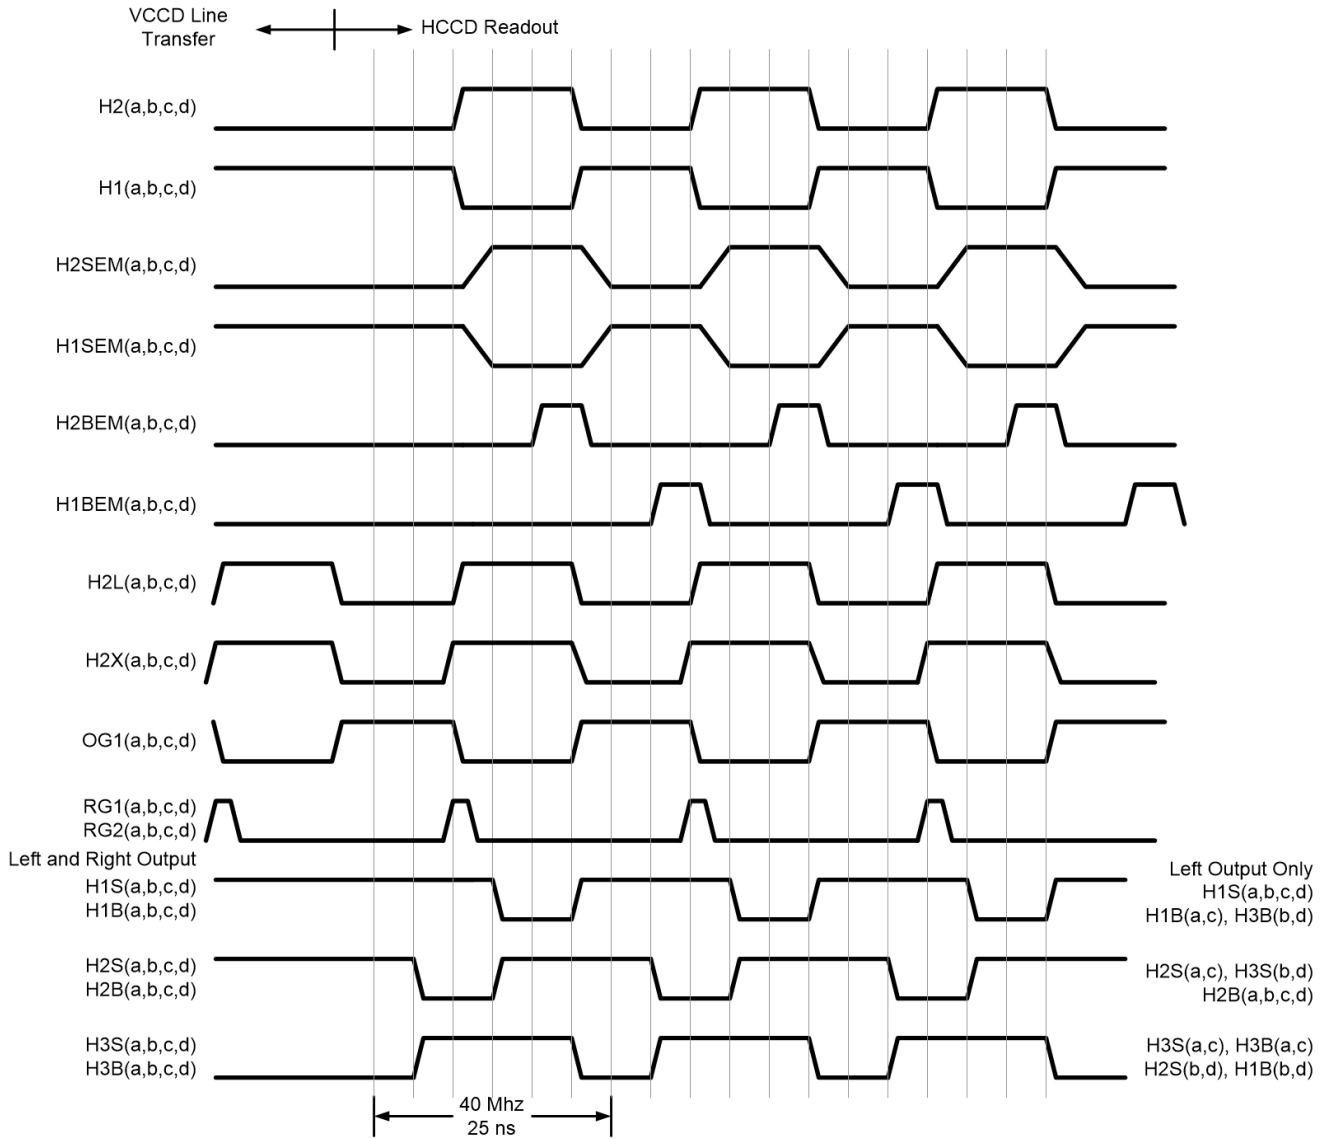 VCCD Line
Transfer
HCCD Readout
H2(a,b,c,d)
H1(a,b,c,d)
H2SEM(a,b,c,d)
H1SEM(a,b,c,d)
H2BEM(a,b,c,d)
H1BEM(a,b,c,d)
H2L(a,b,c,d)
H2X(a,b,c,d)
OG1(a,b,c,d)
RG1(a,b,c,d)
RG2(a,b,c,d)
Left and Right Output
H1S(a,b,c,d)
H1B(a,b,c,d)
Left Output Only
H1S(a,b,c,d)
H1B(a,c), H3B(b,d)
H2S(a,b,c,d)
H2B(a,b,c,d)
H2S(a,c), H3S(b,d)
H2B(a,b,c,d)
H3S(a,b,c,d)
H3B(a,b,c,d)
H3S(a,c), H3B(a,c)
H2S(b,d), H1B(b,d)
40 Mhz
25 ns